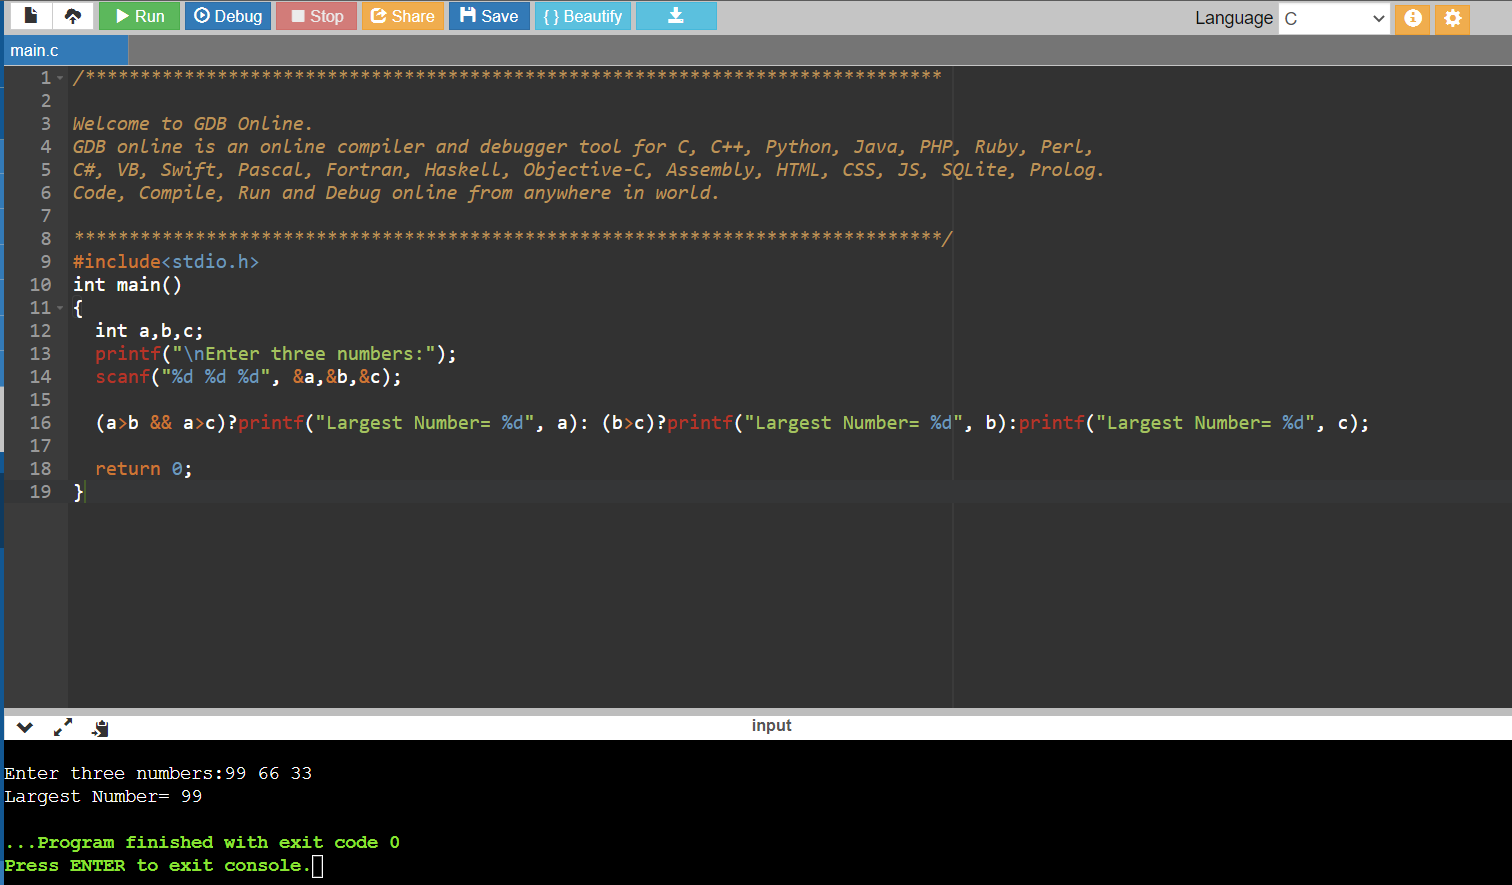 Run Debug Stop Share Save { } Beautify Language C
main.c
1 /******************************************************************************
2
3 Welcome to GDB Online.
4 GDB online is an online compiler and debugger tool for C, C++, Python, Java, PHP, Ruby, Perl,
5 C#, VB, Swift, Pascal, Fortran, Haskell, Objective-C, Assembly, HTML, CSS, JS, SQLite, Prolog.
6 Code, Compile, Run and Debug online from anywhere in world.
7
8 *******************************************************************************/
9 #include<stdio.h>
10 int main()
11 {
12   int a,b,c;
13   printf("\nEnter three numbers:");
14   scanf("%d %d %d", &a,&b,&c);
15
16   (a>b && a>c)?printf("Largest Number= %d", a): (b>c)?printf("Largest Number= %d", b):printf("Largest Number= %d", c);
17
18   return 0;
19 }
input
Enter three numbers:99 66 33
Largest Number= 99
...Program finished with exit code 0
Press ENTER to exit console.